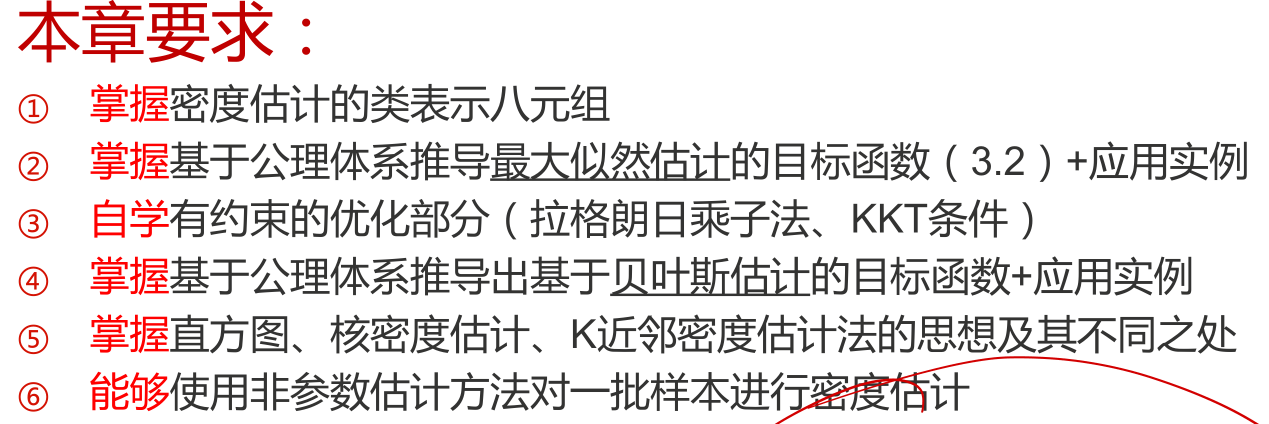 本章要求：
① 掌握密度估计的类表示八元组
② 掌握基于公理体系推导最大似然估计的目标函数（3.2）+应用实例
③ 自学有约束的优化部分（拉格朗日乘子法、KKT条件）
④ 掌握基于公理体系推导出基于贝叶斯估计的目标函数+应用实例
⑤ 掌握直方图、核密度估计、K近邻密度估计法的思想及其不同之处
⑥ 能够使用非参数估计方法对一批样本进行密度估计